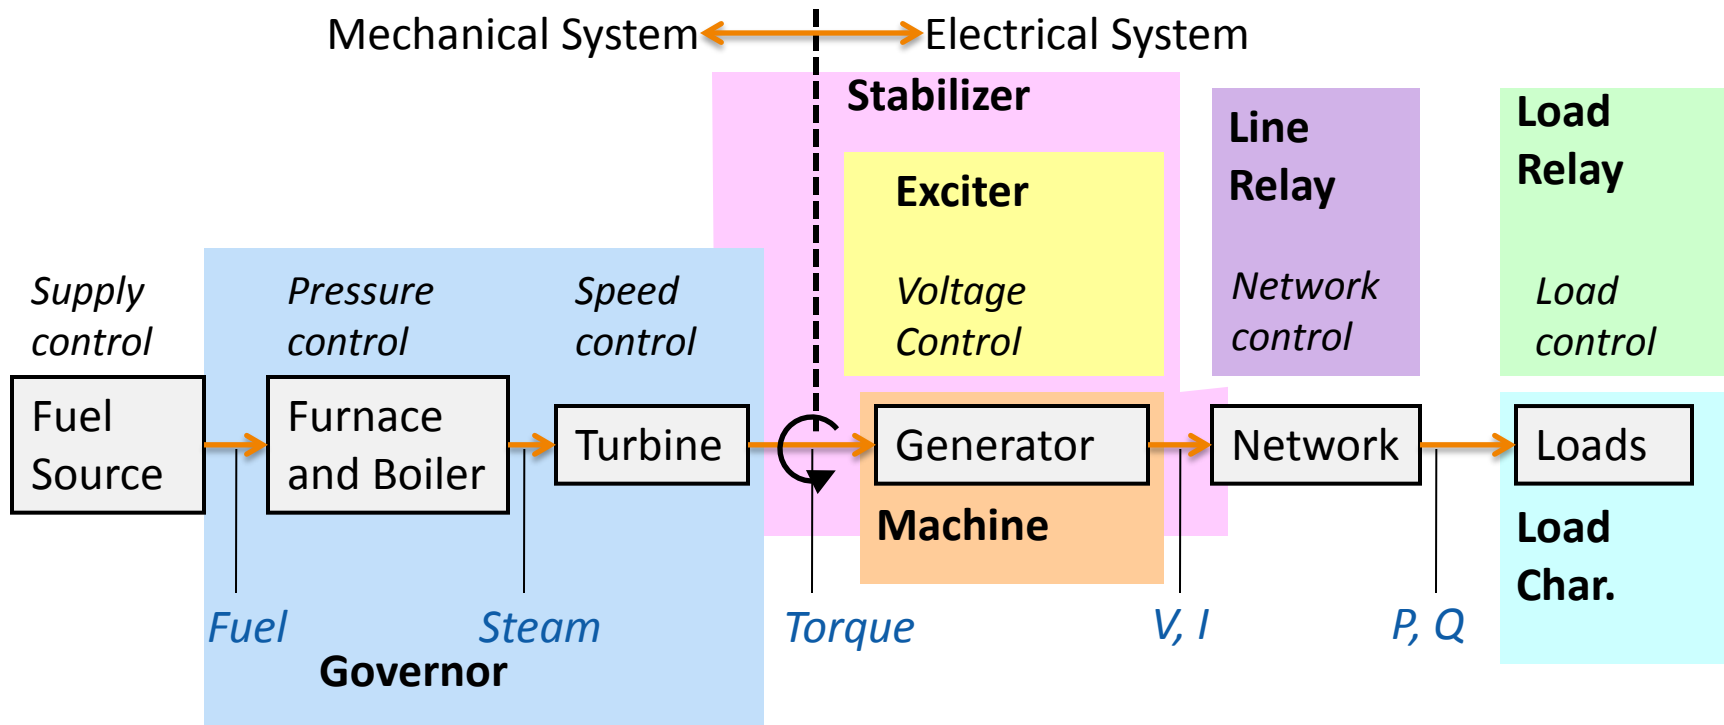 Mechanical System
Electrical System
Stabilizer
Exciter
Line
Relay
Load
Relay
Supply
control
Pressure
control
Speed
control
Voltage
Control
Network
control
Load
control
Fuel
Source
Furnace
and Boiler
Turbine
Generator
Network
Loads
Machine
Load
Char.
Fuel
Steam
Torque
V, I
P, Q
Governor